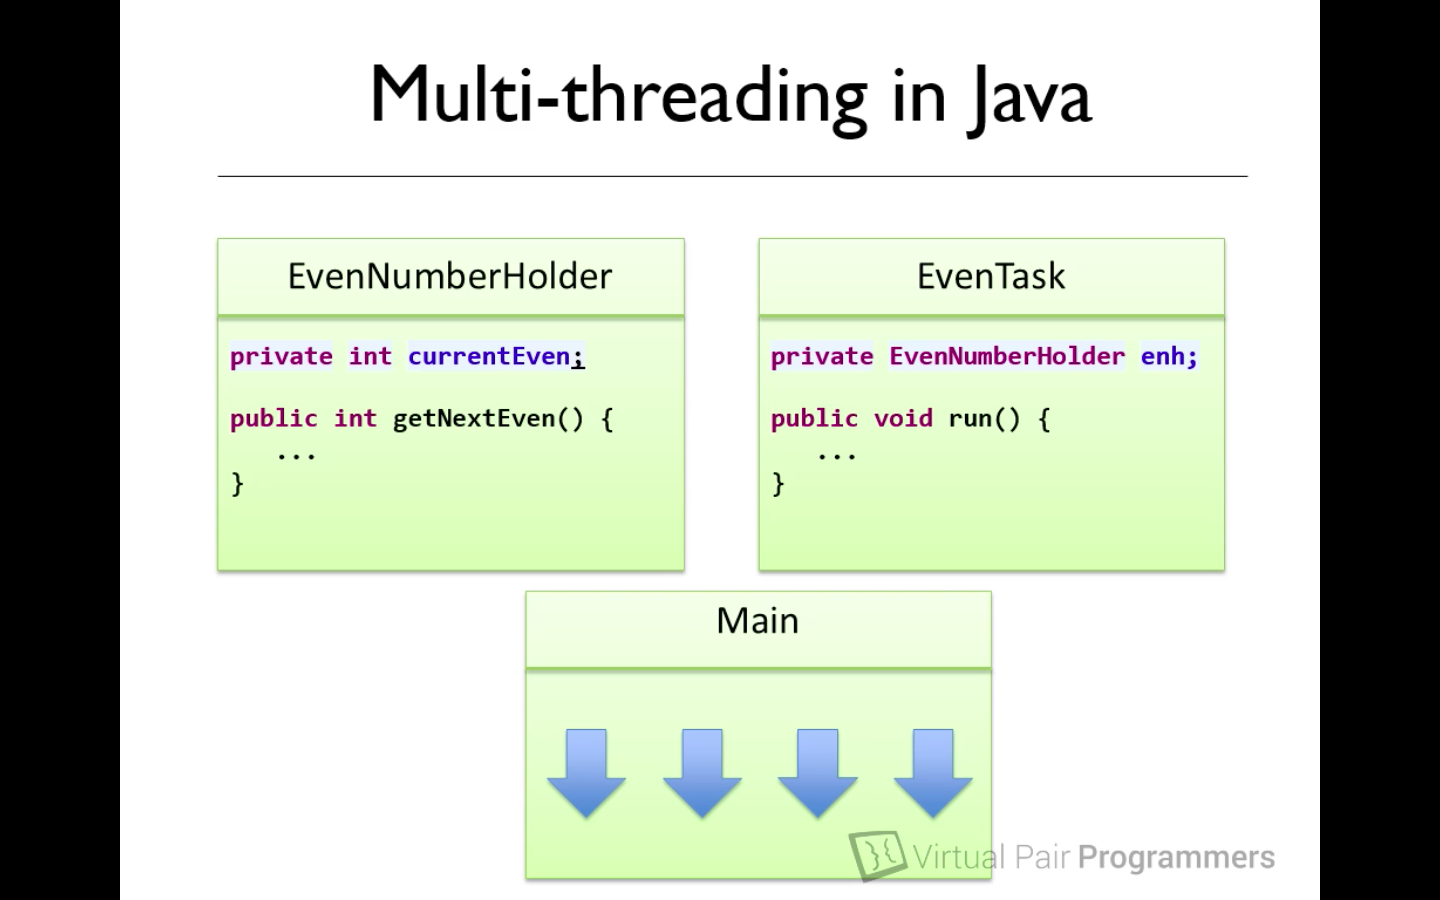 Multi-threading in Java
EvenNumberHolder
private int currentEven;
public int getNextEven() {
...
}
EvenTask
private EvenNumberHolder enh;
public void run() {
...
}
Main
Virtual Pair Programmers